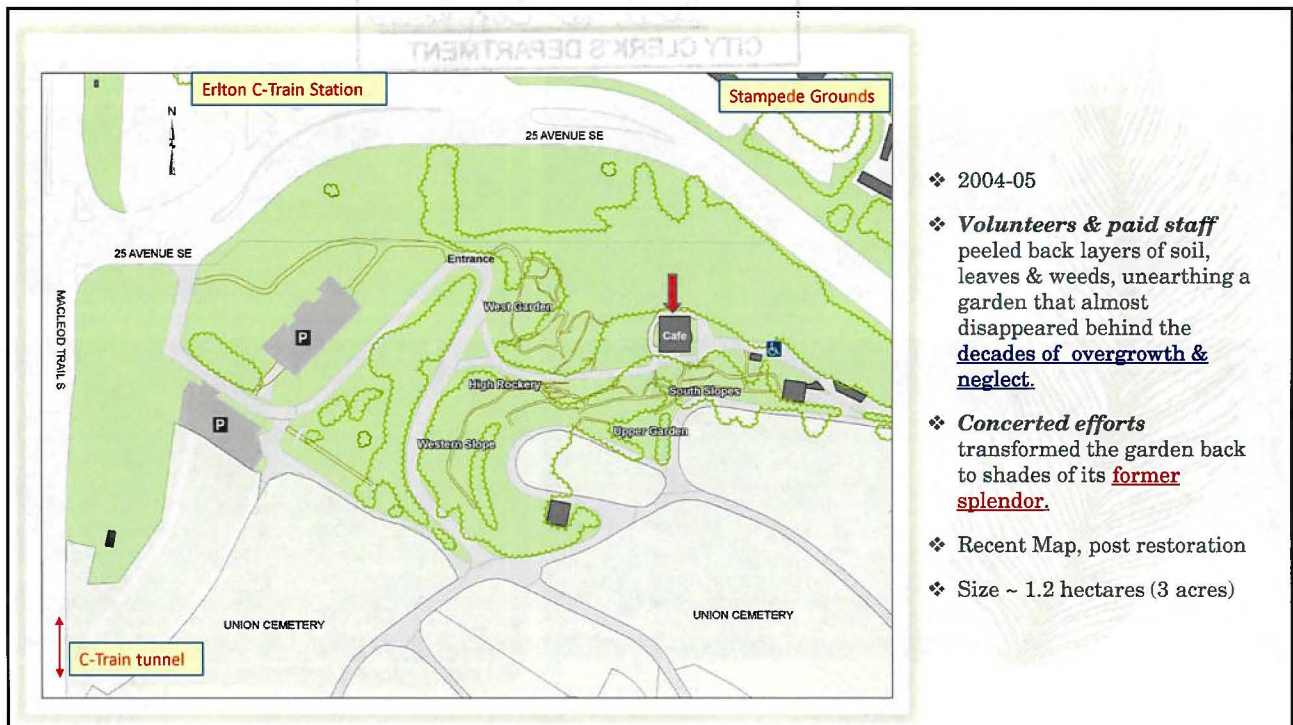 CITY CLERK'S DEPARTMENT
Erlton C-Train Station
Stampede Grounds
N
25 AVENUE SE
25 AVENUE SE
MACLEOD TRAIL S
Entrance
West Garden
Cafe
P
High Rockery
South Slopes
P
Western Slope
Upper Garden
UNION CEMETERY
UNION CEMETERY
C-Train tunnel
❖ 2004-05
❖ Volunteers & paid staff
peeled back layers of soil,
leaves & weeds, unearthing a
garden that almost
disappeared behind the
decades of overgrowth &
neglect.
❖ Concerted efforts
transformed the garden back
to shades of its former
splendor.
❖ Recent Map, post restoration
❖ Size ~ 1.2 hectares (3 acres)